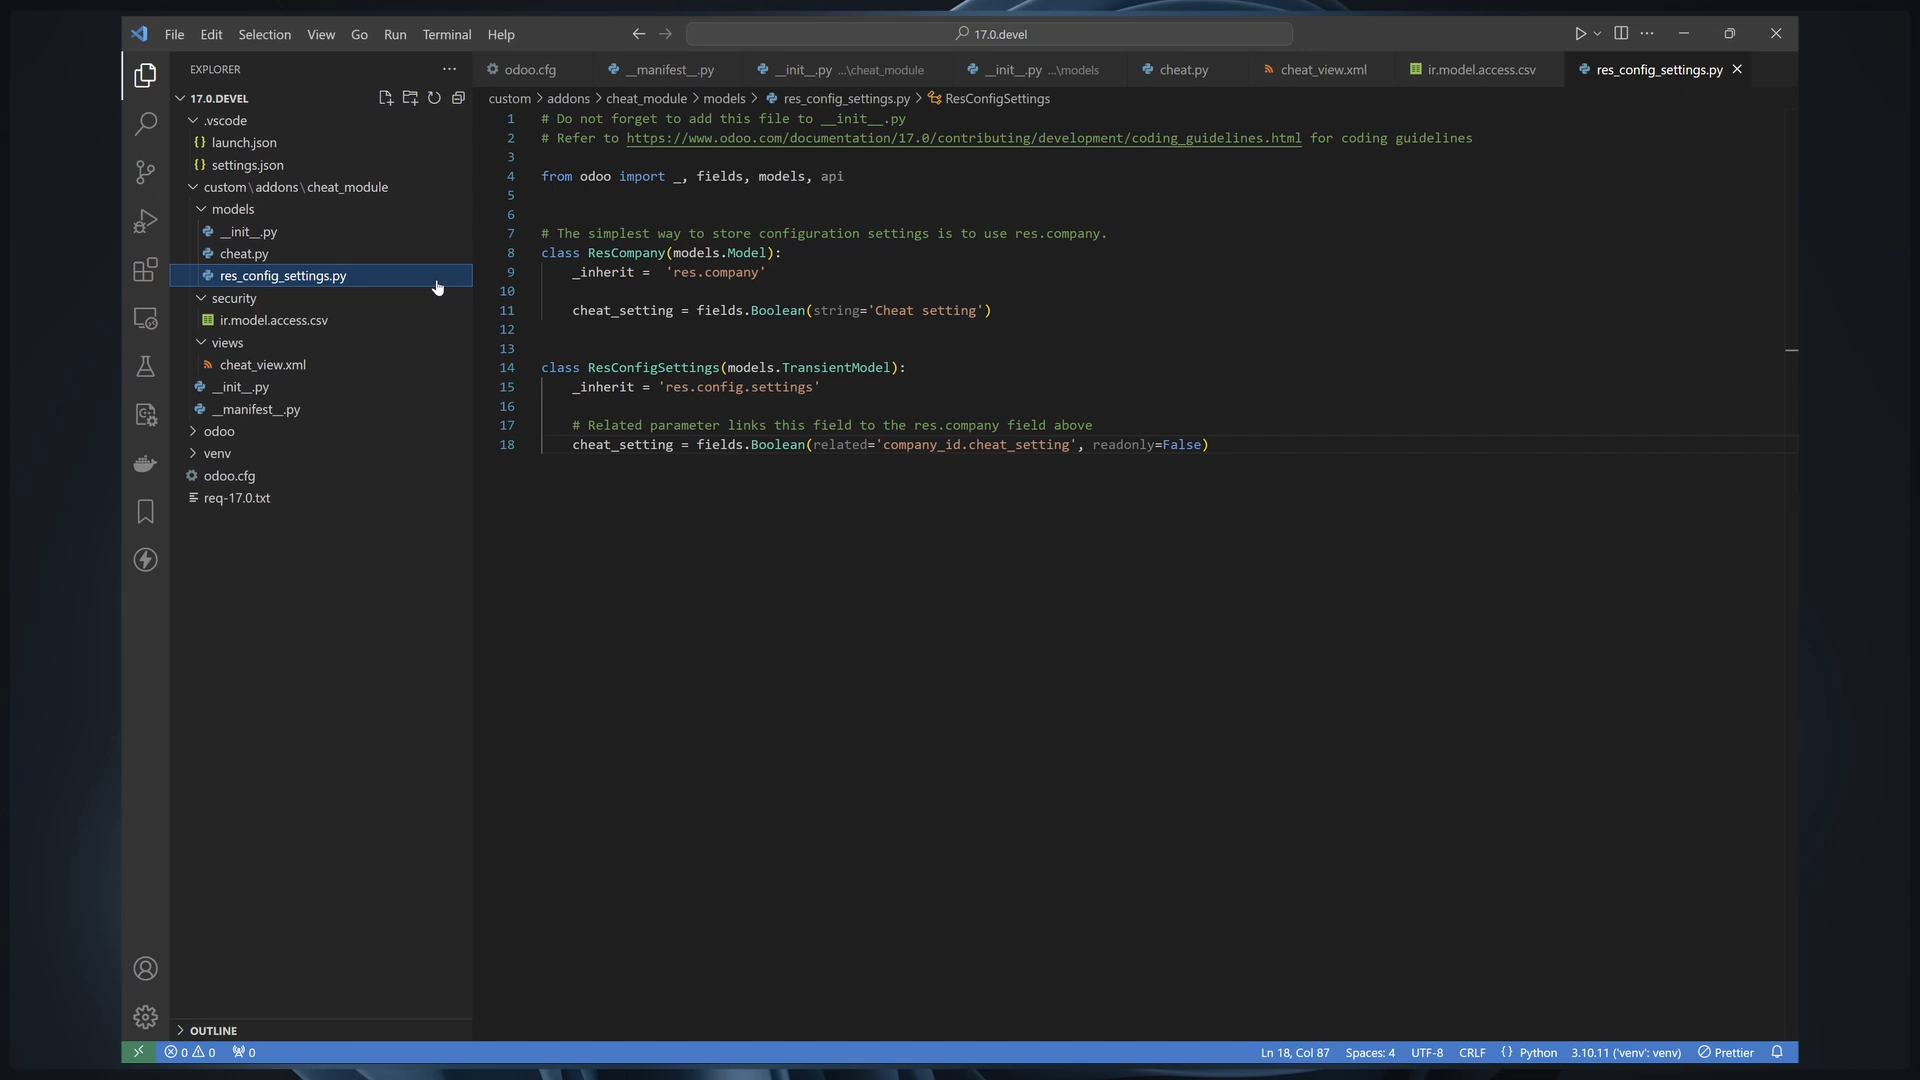 File Edit Selection View Go Run Terminal Help
17.0.devel
EXPLORER
odoo.cfg
__manifest__.py
__init__.py ...\cheat_module
__init__.py ...\models
cheat.py
cheat_view.xml
ir.model.access.csv
res_config_settings.py
17.0.DEVEL
.vscode
launch.json
settings.json
custom\addons\cheat_module
models
__init__.py
cheat.py
res_config_settings.py
security
ir.model.access.csv
views
cheat_view.xml
__init__.py
__manifest__.py
odoo
venv
odoo.cfg
req-17.0.txt
OUTLINE
custom > addons > cheat_module > models > res_config_settings.py > ResConfigSettings
1 # Do not forget to add this file to __init__.py
2 # Refer to https://www.odoo.com/documentation/17.0/contributing/development/coding_guidelines.html for coding guidelines
3
4 from odoo import _, fields, models, api
5
6
7 # The simplest way to store configuration settings is to use res.company.
8 class ResCompany(models.Model):
9 _inherit =  'res.company'
10
11 cheat_setting = fields.Boolean(string='Cheat setting')
12
13
14 class ResConfigSettings(models.TransientModel):
15 _inherit = 'res.config.settings'
16
17 # Related parameter links this field to the res.company field above
18 cheat_setting = fields.Boolean(related='company_id.cheat_setting', readonly=False)
0 0 0
Ln 18, Col 87 Spaces: 4 UTF-8 CRLF {} Python 3.10.11 ('venv': venv) Prettier